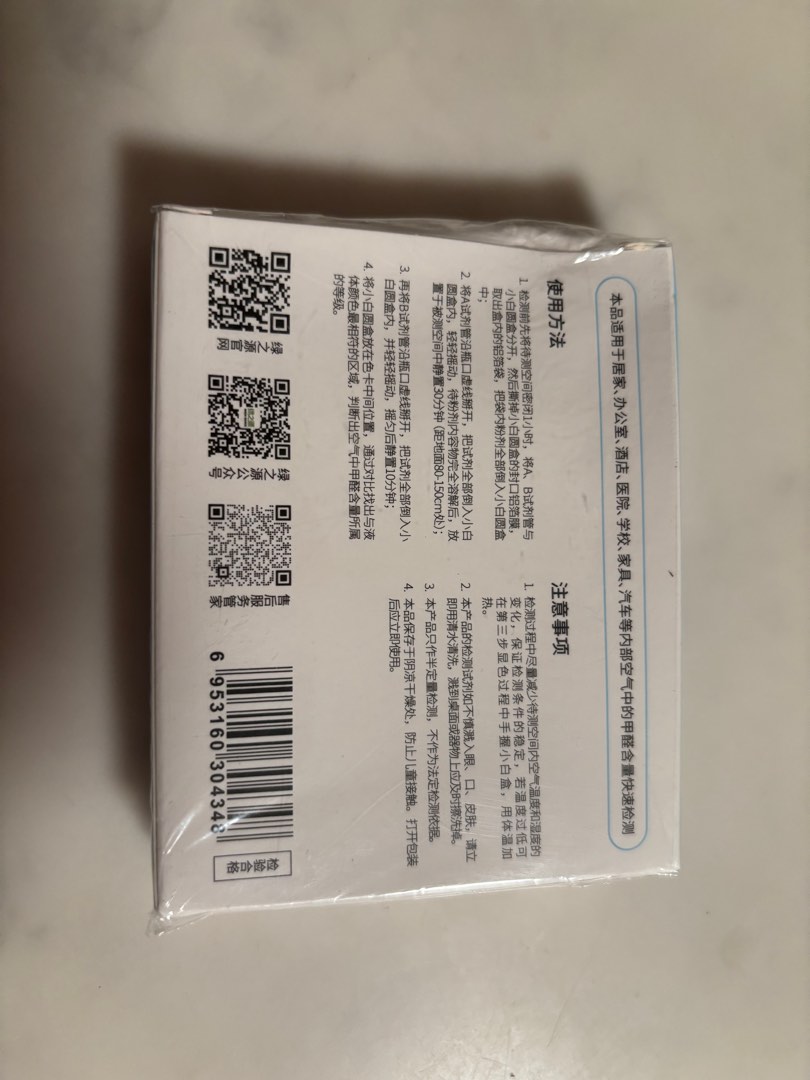 本品适用于居家、办公室、酒店、医院、学校、家具、汽车等内部空气中的甲醛含量快速检测
使用方法
1. 检测前先将待测空间密闭1小时，将A、B试剂管与
小白圆盒分开，然后撕掉小白圆盒的封口铝箔膜，
取出盒内的铝箔袋，把袋内粉剂全部倒入小白圆盒
中；
2. 将A试剂管沿瓶口虚线掰开，把试剂全部倒入小白
圆盒内，轻轻摇动，待粉剂内容物完全溶解后，放
置于被测空间中静置30分钟（距地面80-150cm处）；
3. 再将B试剂管沿瓶口虚线掰开，把试剂全部倒入小
白圆盒内，并轻轻摇动，摇匀后静置10分钟；
4. 将小白圆盒放在色卡中间位置，通过对比找出与液
体颜色最相符的区域，判断出空气中甲醛含量所属
的等级。
注意事项
1. 检测过程中尽量减少待测空间内空气温度和湿度的
变化，保证检测条件的稳定，若温度过低可
在第三步显色过程中手握小白盒，用体温加
热。
2. 本产品的检测试剂如不慎溅入眼、口、皮肤，请立
即用清水清洗，溅到桌面或器物上应及时擦洗掉。
3. 本产品只作半定量检测，不作为法定检测依据。
4. 本品保存于阴凉干燥处，防止儿童接触。打开包装
后应立即使用。
绿之源官网
绿之源公众号
售后服务管家
6 953160 304348
检验合格